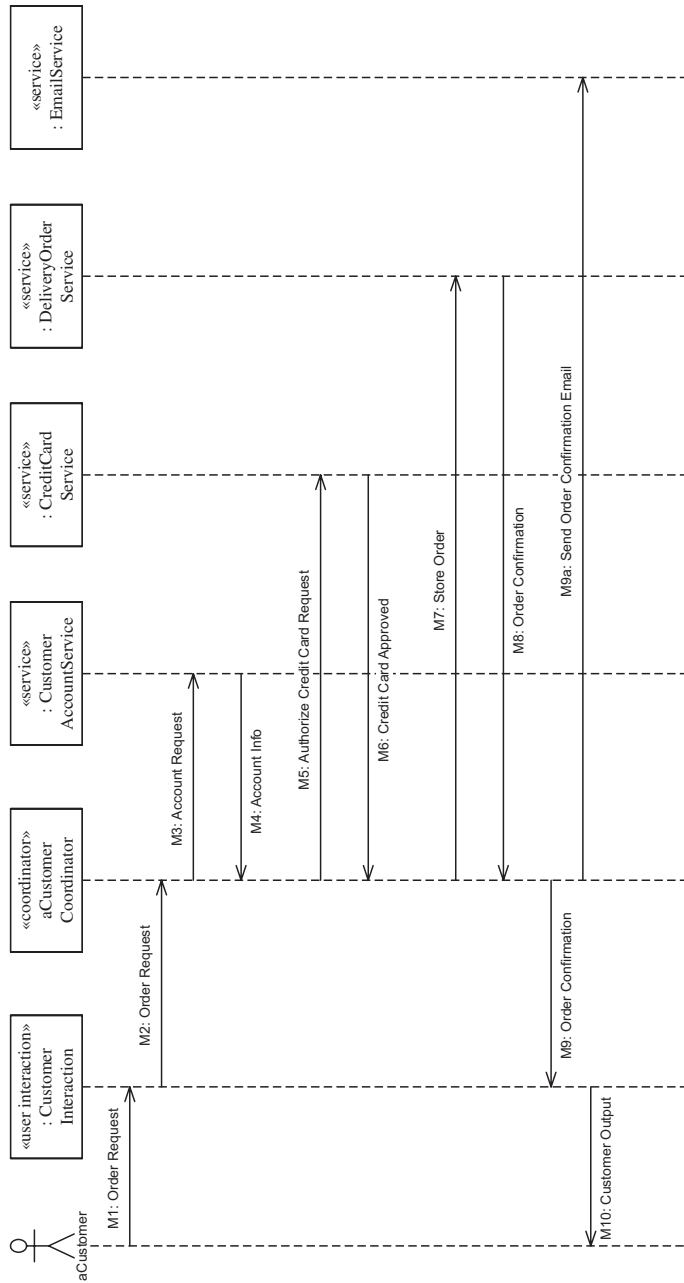 aCustomer
«user interaction»
: Customer
Interaction
«coordinator»
aCustomer
Coordinator
«service»
: Customer
AccountService
«service»
: CreditCard
Service
«service»
: DeliveryOrder
Service
«service»
: EmailService
M1: Order Request
M2: Order Request
M3: Account Request
M4: Account Info
M5: Authorize Credit Card Request
M6: Credit Card Approved
M7: Store Order
M8: Order Confirmation
M9: Order Confirmation
M9a: Send Order Confirmation Email
M10: Customer Output